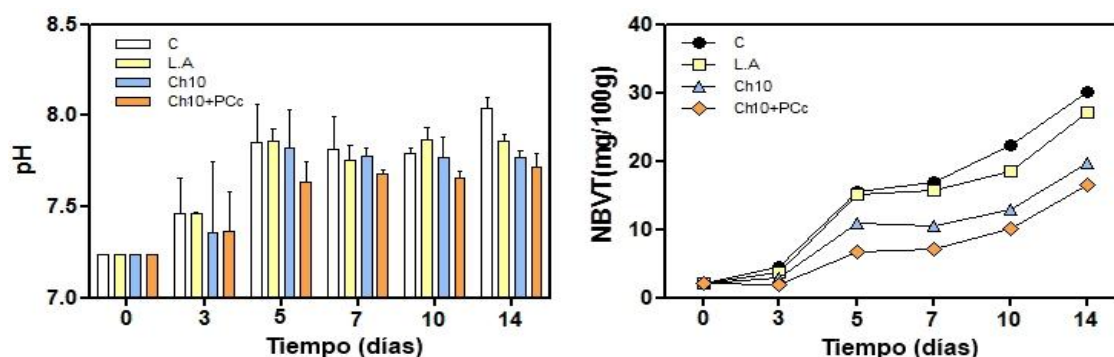 8.5
8.0
7.5
7.0
pH
C
L.A
Ch10
Ch10+PCc
0 3 5 7 10 14
Tiempo (días)
40
30
20
10
0
NBVT(mg/100g)
C
L.A
Ch10
Ch10+PCc
0 3 5 7 10 14
Tiempo (días)